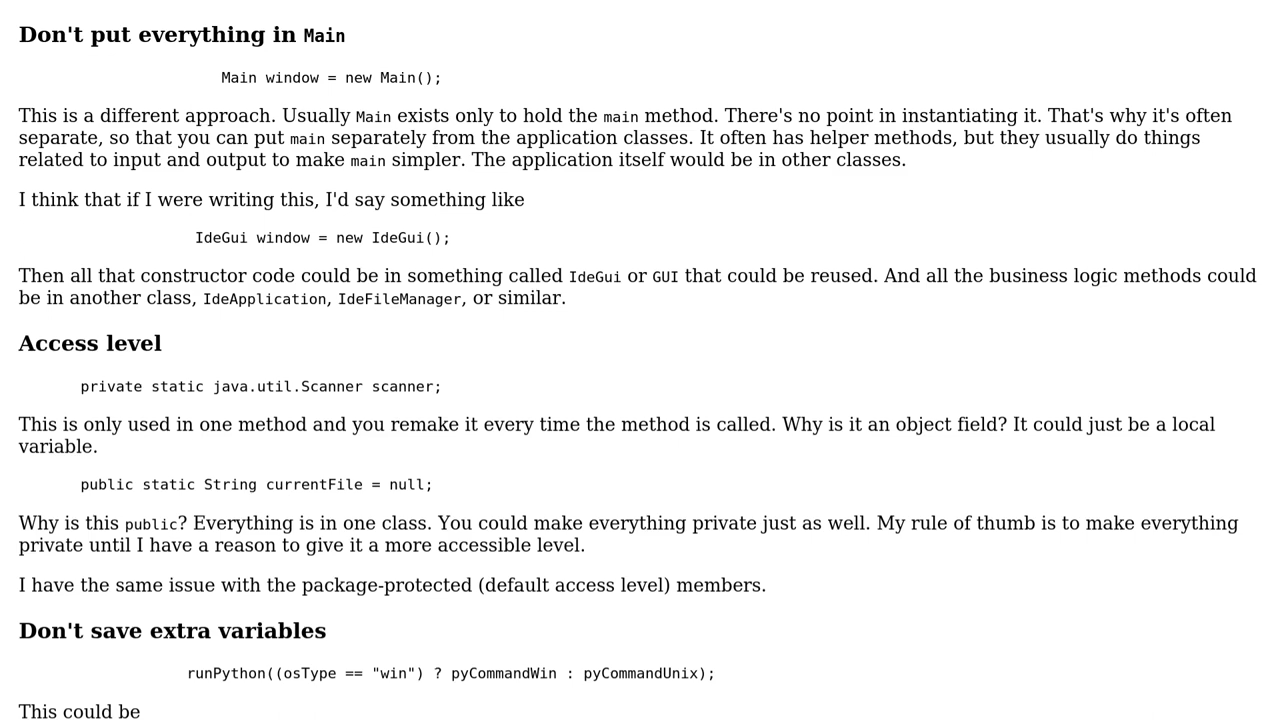 Don't put everything in Main
Main window = new Main();
This is a different approach. Usually Main exists only to hold the main method. There's no point in instantiating it. That's why it's often
separate, so that you can put main separately from the application classes. It often has helper methods, but they usually do things
related to input and output to make main simpler. The application itself would be in other classes.
I think that if I were writing this, I'd say something like
IdeGui window = new IdeGui();
Then all that constructor code could be in something called IdeGui or GUI that could be reused. And all the business logic methods could
be in another class, IdeApplication, IdeFileManager, or similar.
Access level
private static java.util.Scanner scanner;
This is only used in one method and you remake it every time the method is called. Why is it an object field? It could just be a local
variable.
public static String currentFile = null;
Why is this public? Everything is in one class. You could make everything private just as well. My rule of thumb is to make everything
private until I have a reason to give it a more accessible level.
I have the same issue with the package-protected (default access level) members.
Don't save extra variables
runPython((osType == "win") ? pyCommandWin : pyCommandUnix);
This could be